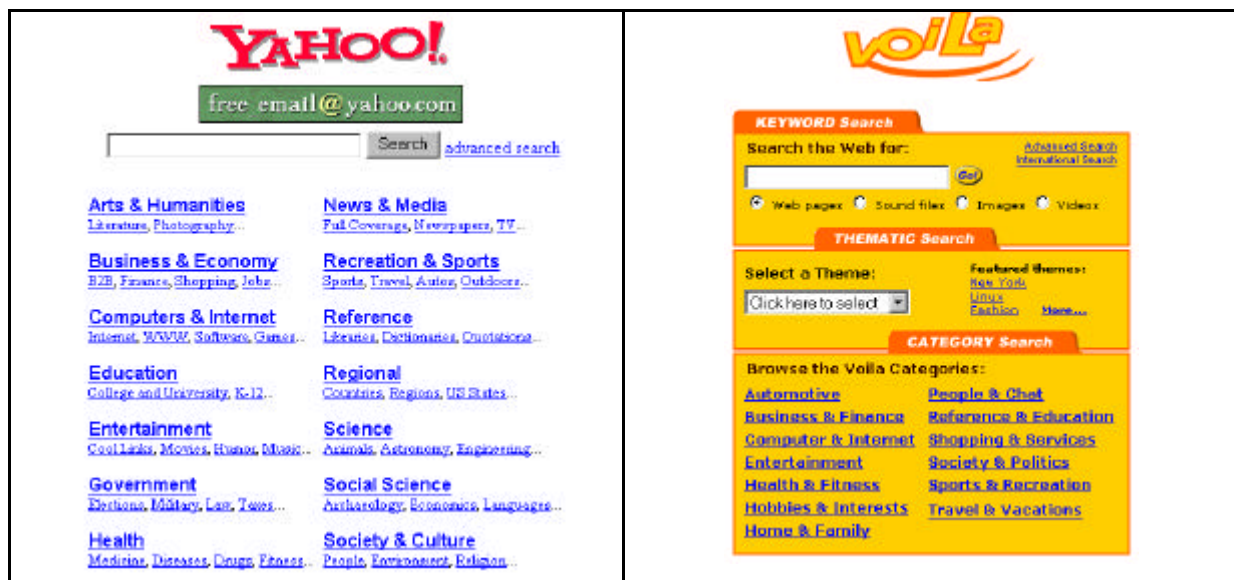 YAHOO!
free email@yahoo.com
Search advanced search
Arts & Humanities
Literature, Photography...
Business & Economy
B2B, Finance, Shopping, Jobs...
Computers & Internet
Internet, WWW, Software, Games...
Education
College and University, K-12...
Entertainment
Cool Links, Movies, Humor, Music...
Government
Elections, Military, Law, Taxes...
Health
Medicine, Diseases, Drugs, Fitness...
News & Media
Full Coverage, Newspapers, TV...
Recreation & Sports
Sports, Travel, Autos, Outdoors...
Reference
Libraries, Dictionaries, Quotations...
Regional
Countries, Regions, US States...
Science
Animals, Astronomy, Engineering...
Social Science
Archaeology, Economics, Languages...
Society & Culture
People, Environment, Religion...
voila
KEYWORD Search
Search the Web for:
Advanced Search
International Search
Go!
Web pages Sound files Images Videos
THEMATIC Search
Select a Theme:
Click here to select
Featured themes:
New York
Linux
Fashion More....
CATEGORY Search
Browse the Voila Categories:
Automotive
Business & Finance
Computer & Internet
Entertainment
Health & Fitness
Hobbies & Interests
Home & Family
People & Chat
Reference & Education
Shopping & Services
Society & Politics
Sports & Recreation
Travel & Vacations